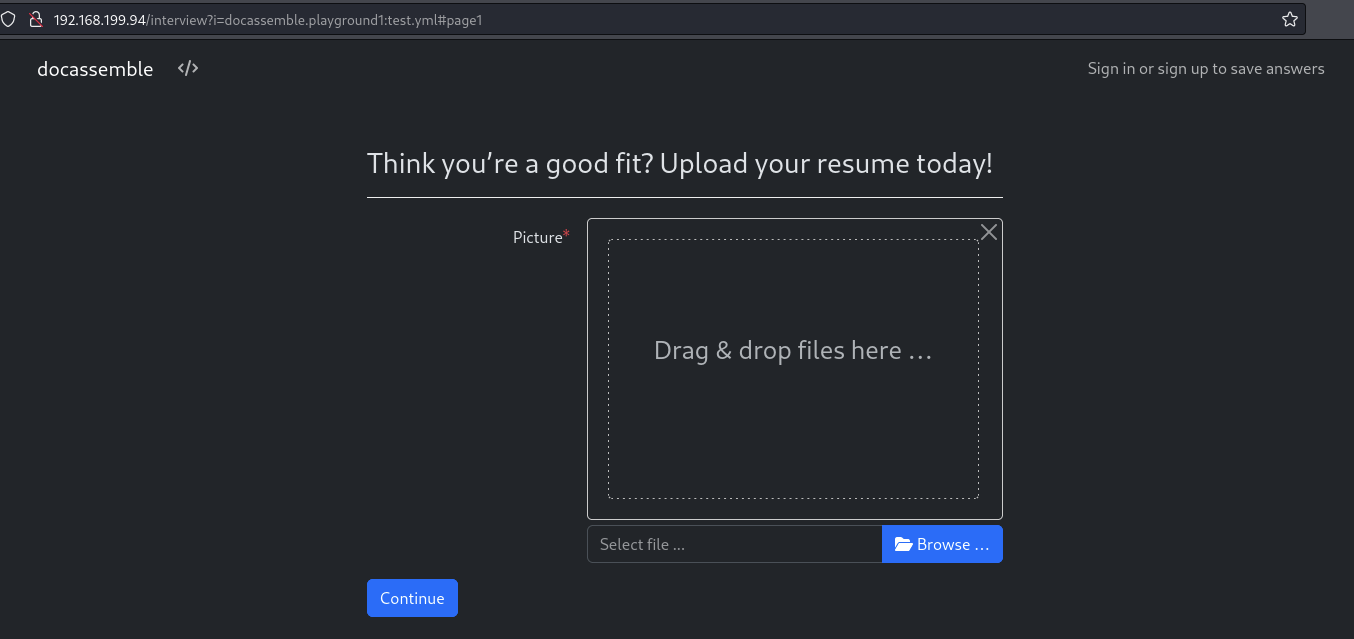 192.168.199.94/interview?i=docassemble.playground1:test.yml#page1
docassemble </> Sign in or sign up to save answers
Think you’re a good fit? Upload your resume today!
Picture*
Drag & drop files here …
Select file ... Browse …
Continue